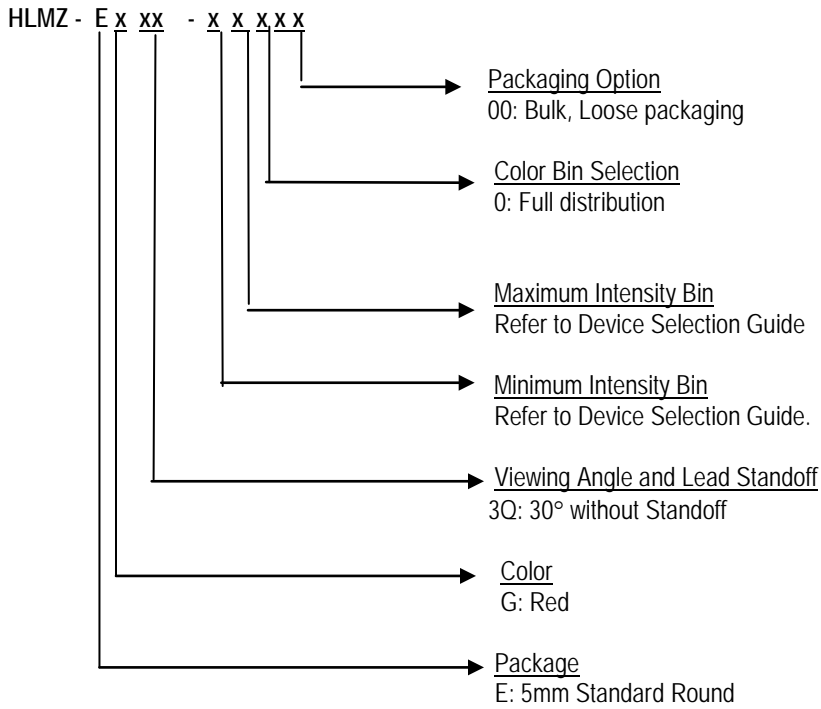 HLMZ - E x xx - x x x x x
Packaging Option
00: Bulk, Loose packaging
Color Bin Selection
0: Full distribution
Maximum Intensity Bin
Refer to Device Selection Guide
Minimum Intensity Bin
Refer to Device Selection Guide.
Viewing Angle and Lead Standoff
3Q: 30° without Standoff
Color
G: Red
Package
E: 5mm Standard Round